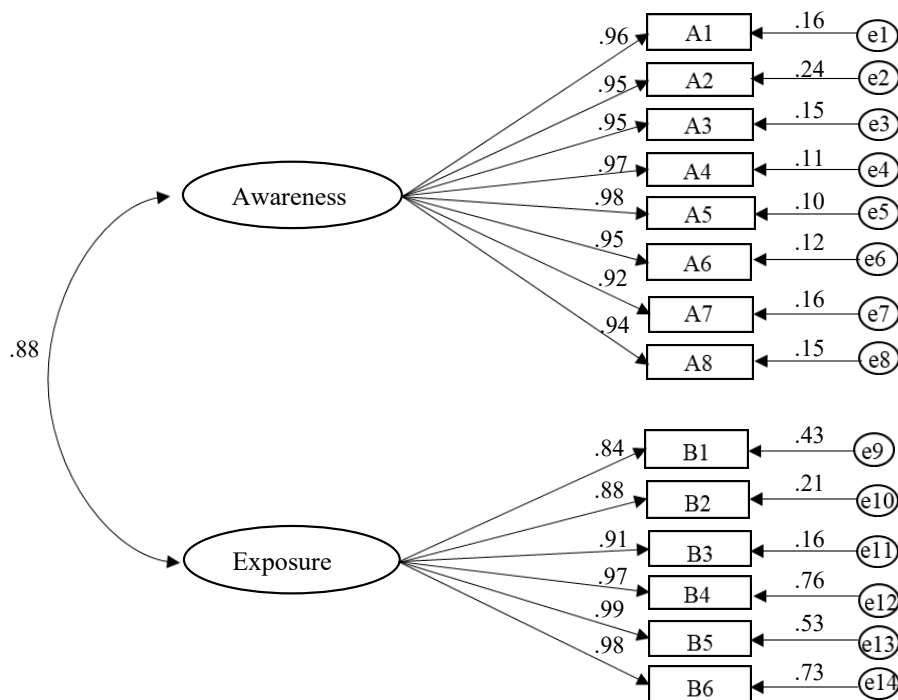 .96 A1 .16 e1
.95 A2 .24 e2
.95 A3 .15 e3
.97 A4 .11 e4
Awareness .98 A5 .10 e5
.95 A6 .12 e6
.92 A7 .16 e7
.94 A8 .15 e8
.88
.84 B1 .43 e9
.88 B2 .21 e10
.91 B3 .16 e11
Exposure .97 B4 .76 e12
.99 B5 .53 e13
.98 B6 .73 e14